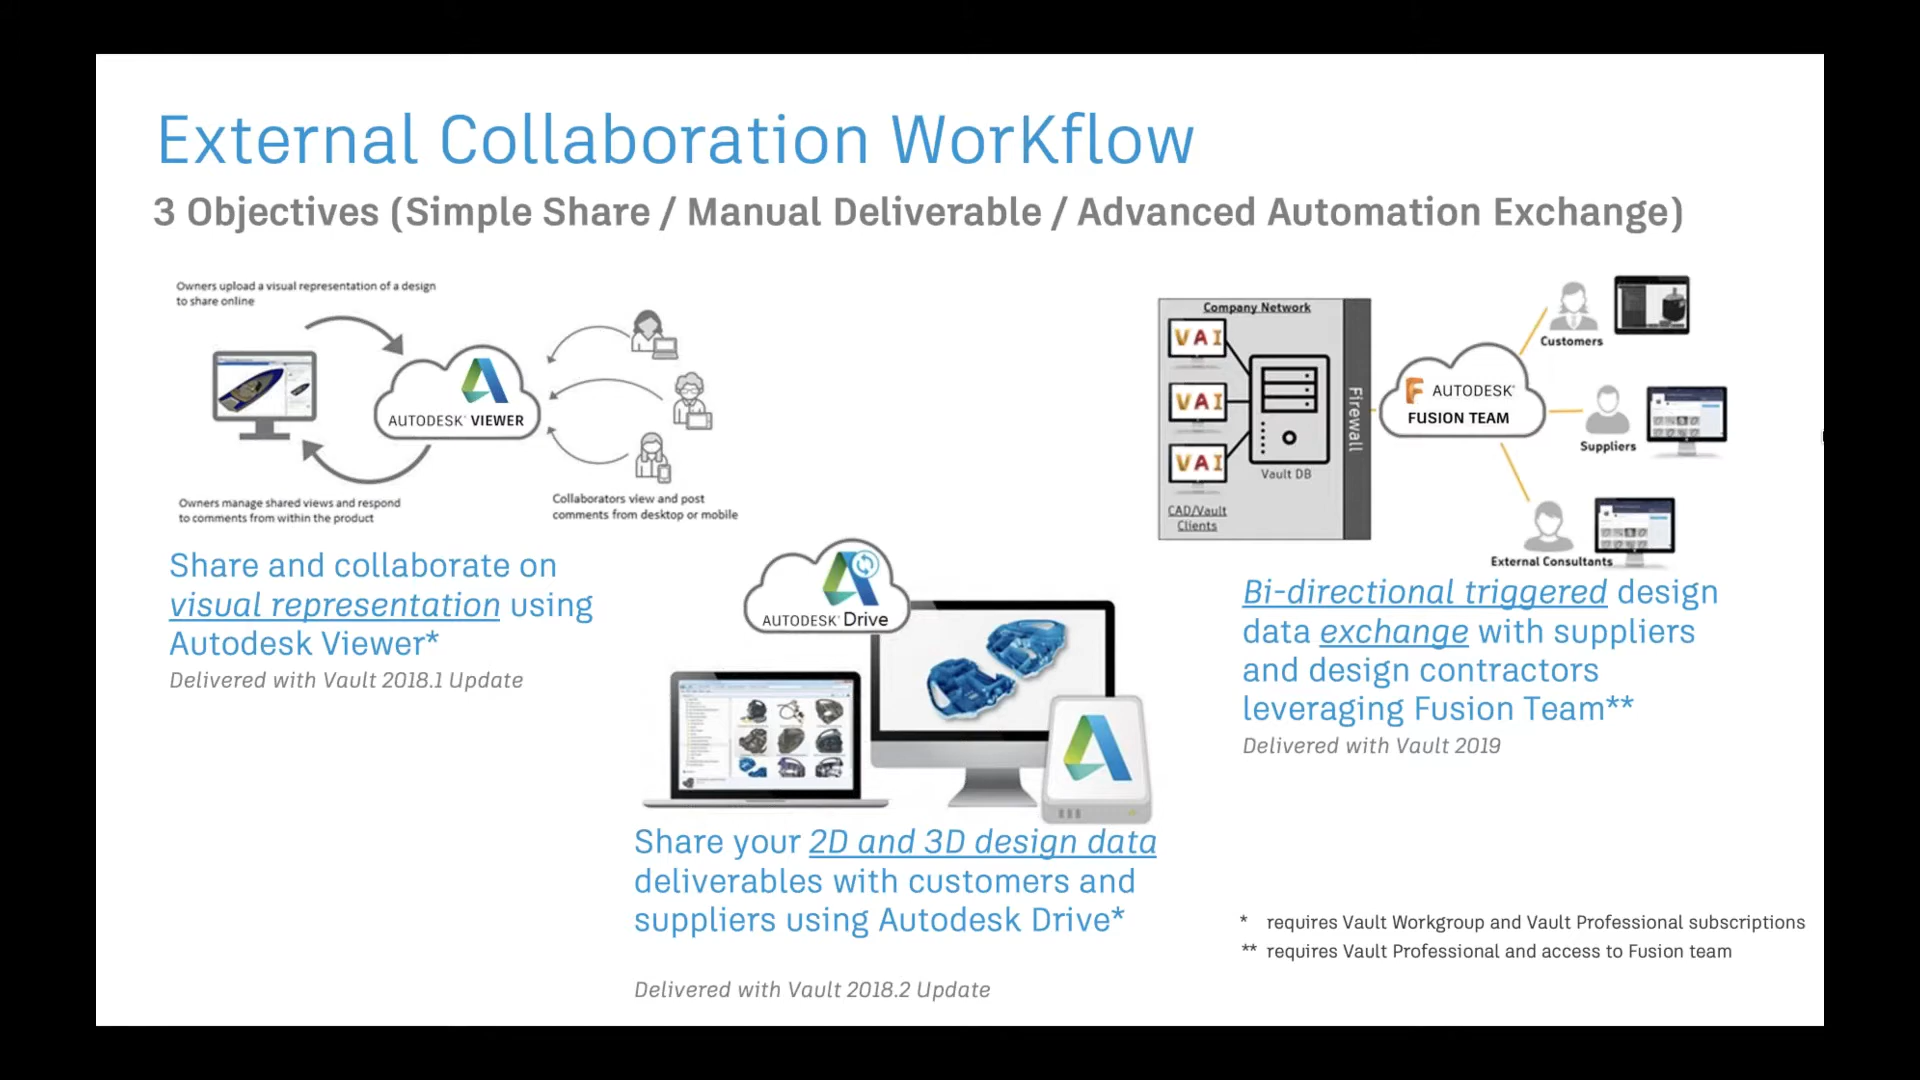 External Collaboration WorKflow
3 Objectives (Simple Share / Manual Deliverable / Advanced Automation Exchange)
Owners upload a visual representation of a design
to share online
AUTODESK® VIEWER
Owners manage shared views and respond
to comments from within the product
Collaborators view and post
comments from desktop or mobile
Share and collaborate on
visual representation using
Autodesk Viewer*
Delivered with Vault 2018.1 Update
AUTODESK® Drive
Share your 2D and 3D design data
deliverables with customers and
suppliers using Autodesk Drive*
Delivered with Vault 2018.2 Update
Company Network
VAI
VAI
VAI
Vault DB
CAD/Vault
Clients
Firewall
F AUTODESK®
FUSION TEAM
Customers
Suppliers
External Consultants
Bi-directional triggered design
data exchange with suppliers
and design contractors
leveraging Fusion Team**
Delivered with Vault 2019
* requires Vault Workgroup and Vault Professional subscriptions
** requires Vault Professional and access to Fusion team